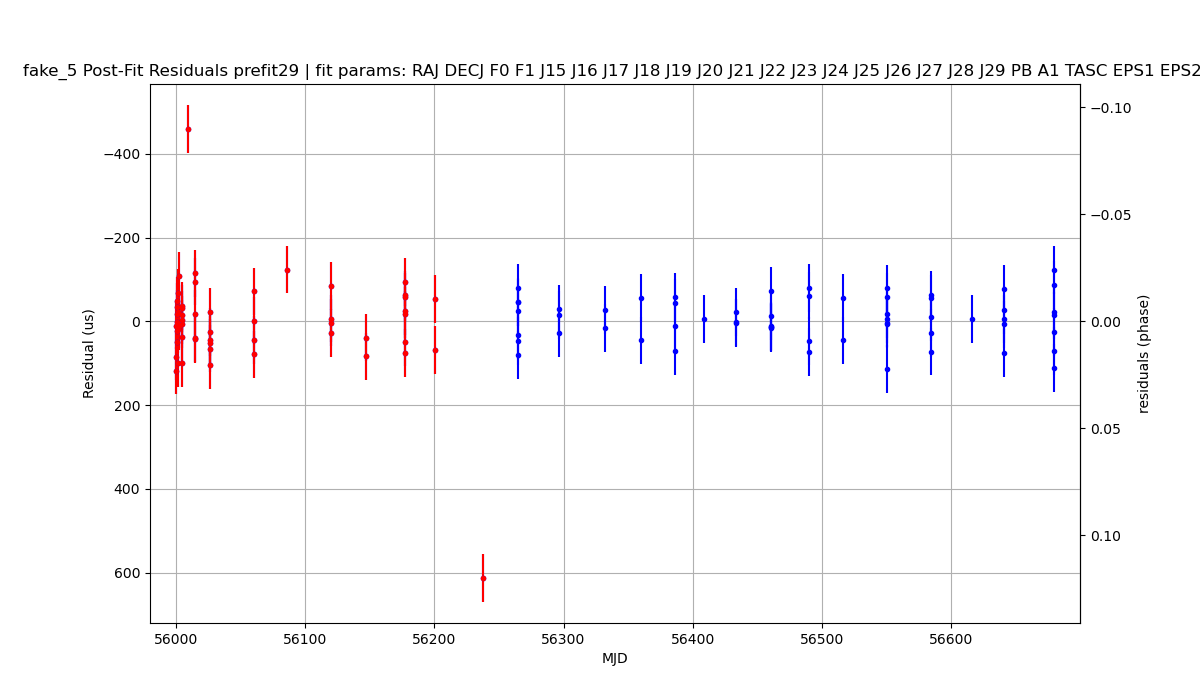 fake_5 Post-Fit Residuals prefit29 | fit params: RAJ DECJ F0 F1 J15 J16 J17 J18 J19 J20 J21 J22 J23 J24 J25 J26 J27 J28 J29 PB A1 TASC EPS1 EPS2
−400
−200
0
200
400
600
Residual (us)
−0.10
−0.05
0.00
0.05
0.10
residuals (phase)
56000 56100 56200 56300 56400 56500 56600
MJD